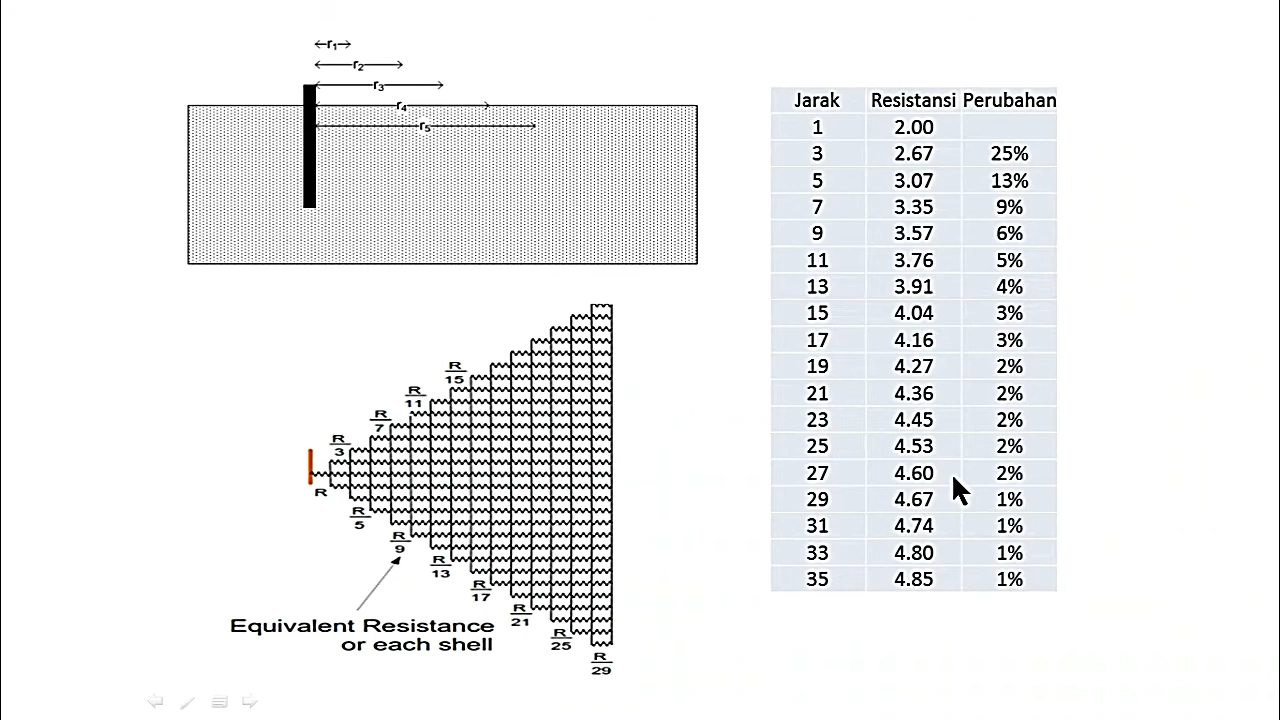 r1
r2
r3
r4
r5
Jarak Resistansi Perubahan
1 2.00
3 2.67 25%
5 3.07 13%
7 3.35 9%
9 3.57 6%
11 3.76 5%
13 3.91 4%
15 4.04 3%
17 4.16 3%
19 4.27 2%
21 4.36 2%
23 4.45 2%
25 4.53 2%
27 4.60 2%
29 4.67 1%
31 4.74 1%
33 4.80 1%
35 4.85 1%
R
15
R
11
R
7
R
3
R
R
5
R
9
R
13
R
17
R
21
R
25
R
29
Equivalent Resistance
or each shell